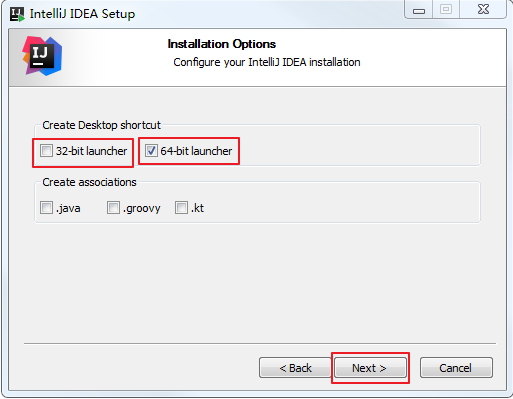 IntelliJ IDEA Setup
IJ
Installation Options
Configure your IntelliJ IDEA installation
Create Desktop shortcut
32-bit launcher 64-bit launcher
Create associations
.java .groovy .kt
< Back Next > Cancel